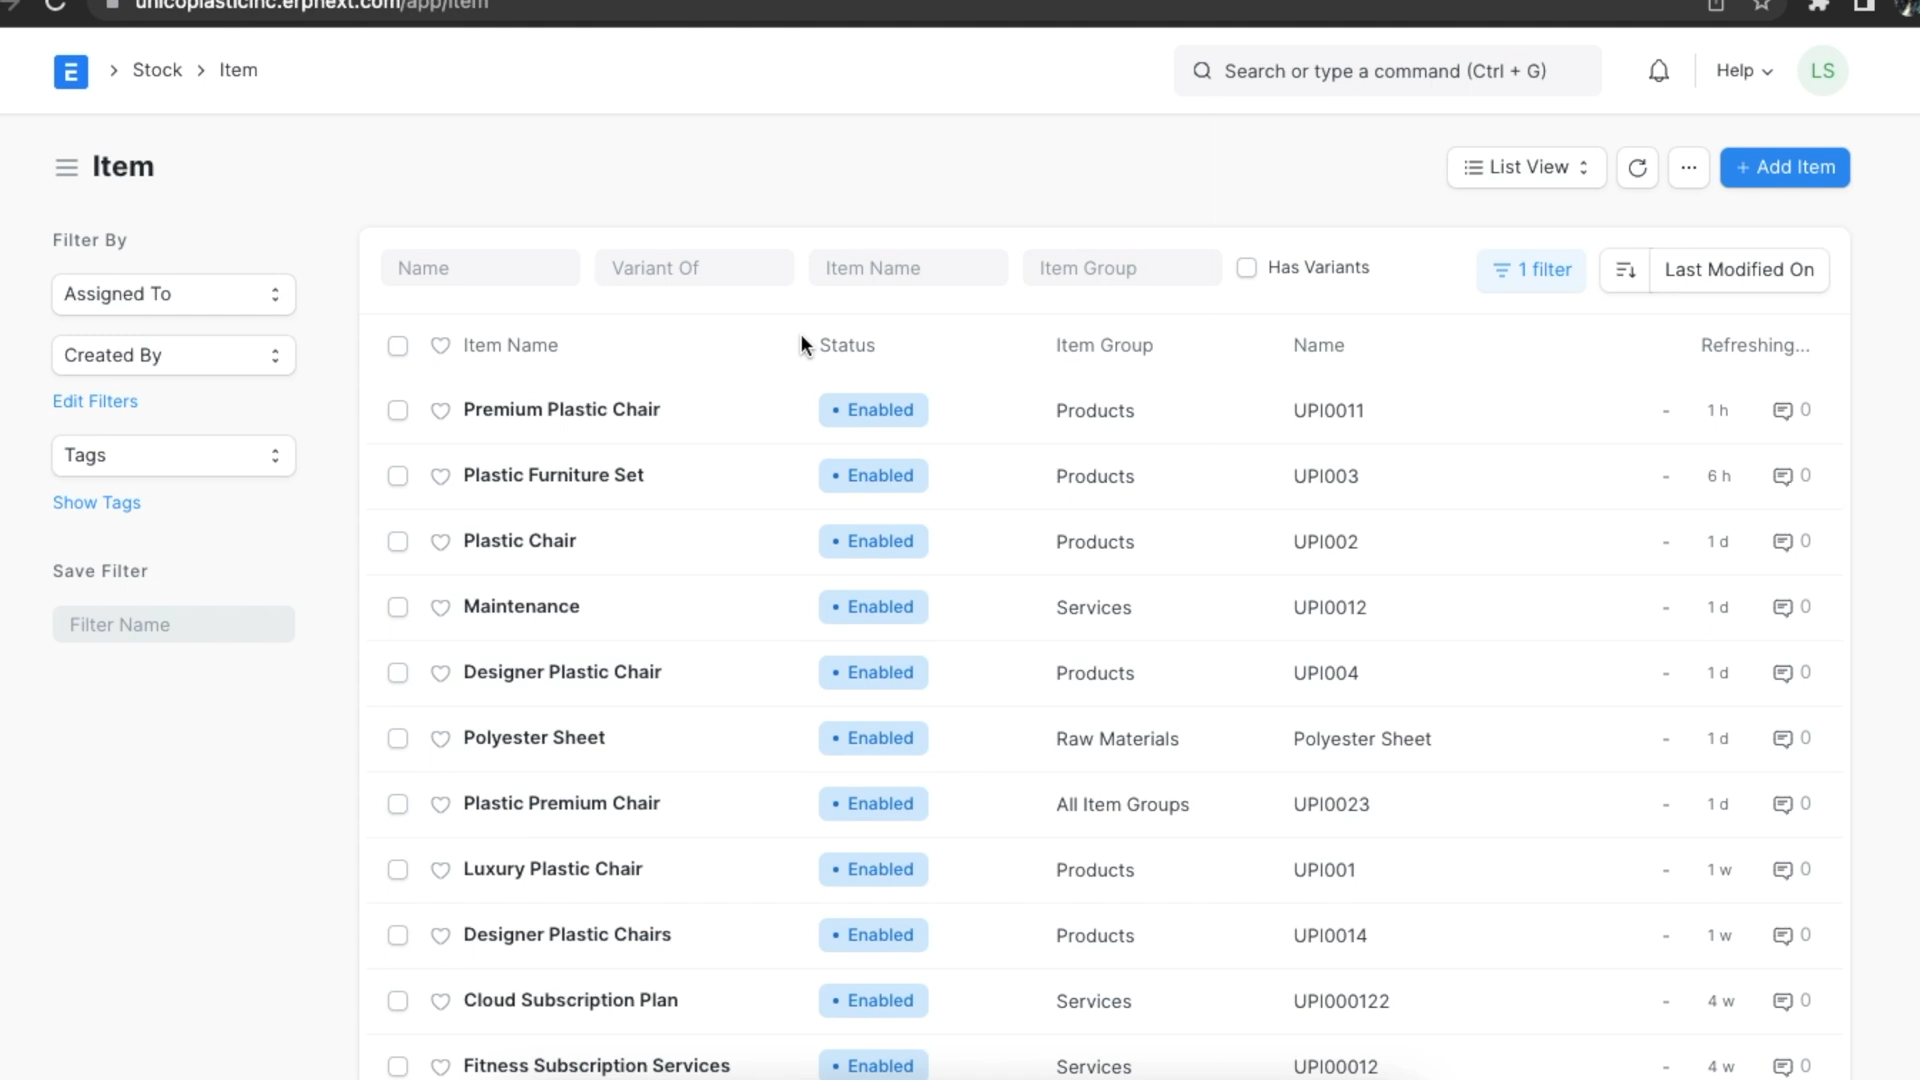 unicoplasticinc.erpnext.com/app/item
E
Stock
Item
Search or type a command (Ctrl + G)
Help
LS
Item
List View
...
+ Add Item
Filter By
Assigned To
Created By
Edit Filters
Tags
Show Tags
Save Filter
Filter Name
Name Variant Of Item Name Item Group Has Variants 1 filter Last Modified On
Item Name Status Item Group Name Refreshing...
Premium Plastic Chair • Enabled Products UPI0011 - 1 h 0
Plastic Furniture Set • Enabled Products UPI003 - 6 h 0
Plastic Chair • Enabled Products UPI002 - 1 d 0
Maintenance • Enabled Services UPI0012 - 1 d 0
Designer Plastic Chair • Enabled Products UPI004 - 1 d 0
Polyester Sheet • Enabled Raw Materials Polyester Sheet - 1 d 0
Plastic Premium Chair • Enabled All Item Groups UPI0023 - 1 d 0
Luxury Plastic Chair • Enabled Products UPI001 - 1 w 0
Designer Plastic Chairs • Enabled Products UPI0014 - 1 w 0
Cloud Subscription Plan • Enabled Services UPI000122 - 4 w 0
Fitness Subscription Services • Enabled Services UPI00012 - 4 w 0